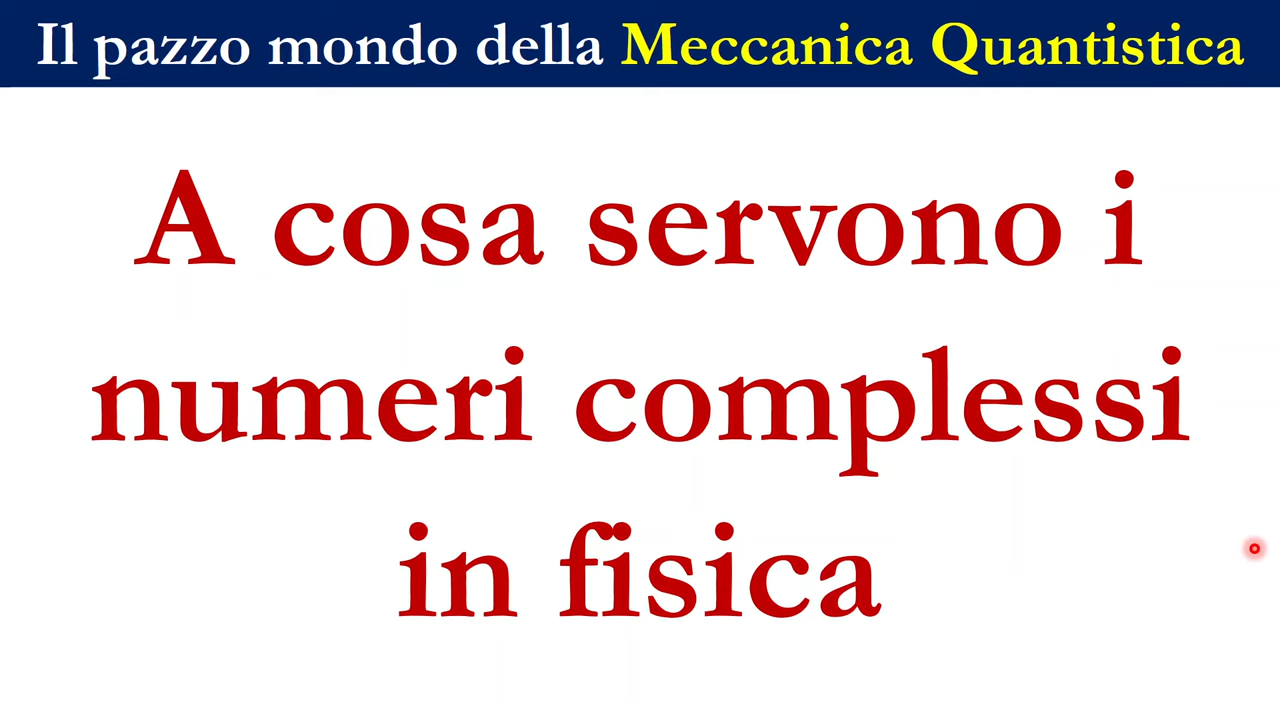 Il pazzo mondo della Meccanica Quantistica
A cosa servono i
numeri complessi
in fisica